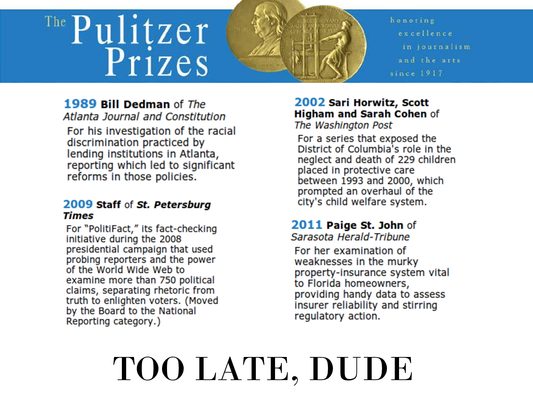 The Pulitzer
Prizes
honoring
excellence
in journalism
and the arts
since 1917
1989 Bill Dedman of The
Atlanta Journal and Constitution
For his investigation of the racial
discrimination practiced by
lending institutions in Atlanta,
reporting which led to significant
reforms in those policies.
2009 Staff of St. Petersburg
Times
For “PolitiFact,” its fact-checking
initiative during the 2008
presidential campaign that used
probing reporters and the power
of the World Wide Web to
examine more than 750 political
claims, separating rhetoric from
truth to enlighten voters. (Moved
by the Board to the National
Reporting category.)
2002 Sari Horwitz, Scott
Higham and Sarah Cohen of
The Washington Post
For a series that exposed the
District of Columbia's role in the
neglect and death of 229 children
placed in protective care
between 1993 and 2000, which
prompted an overhaul of the
city's child welfare system.
2011 Paige St. John of
Sarasota Herald-Tribune
For her examination of
weaknesses in the murky
property-insurance system vital
to Florida homeowners,
providing handy data to assess
insurer reliability and stirring
regulatory action.
TOO LATE, DUDE